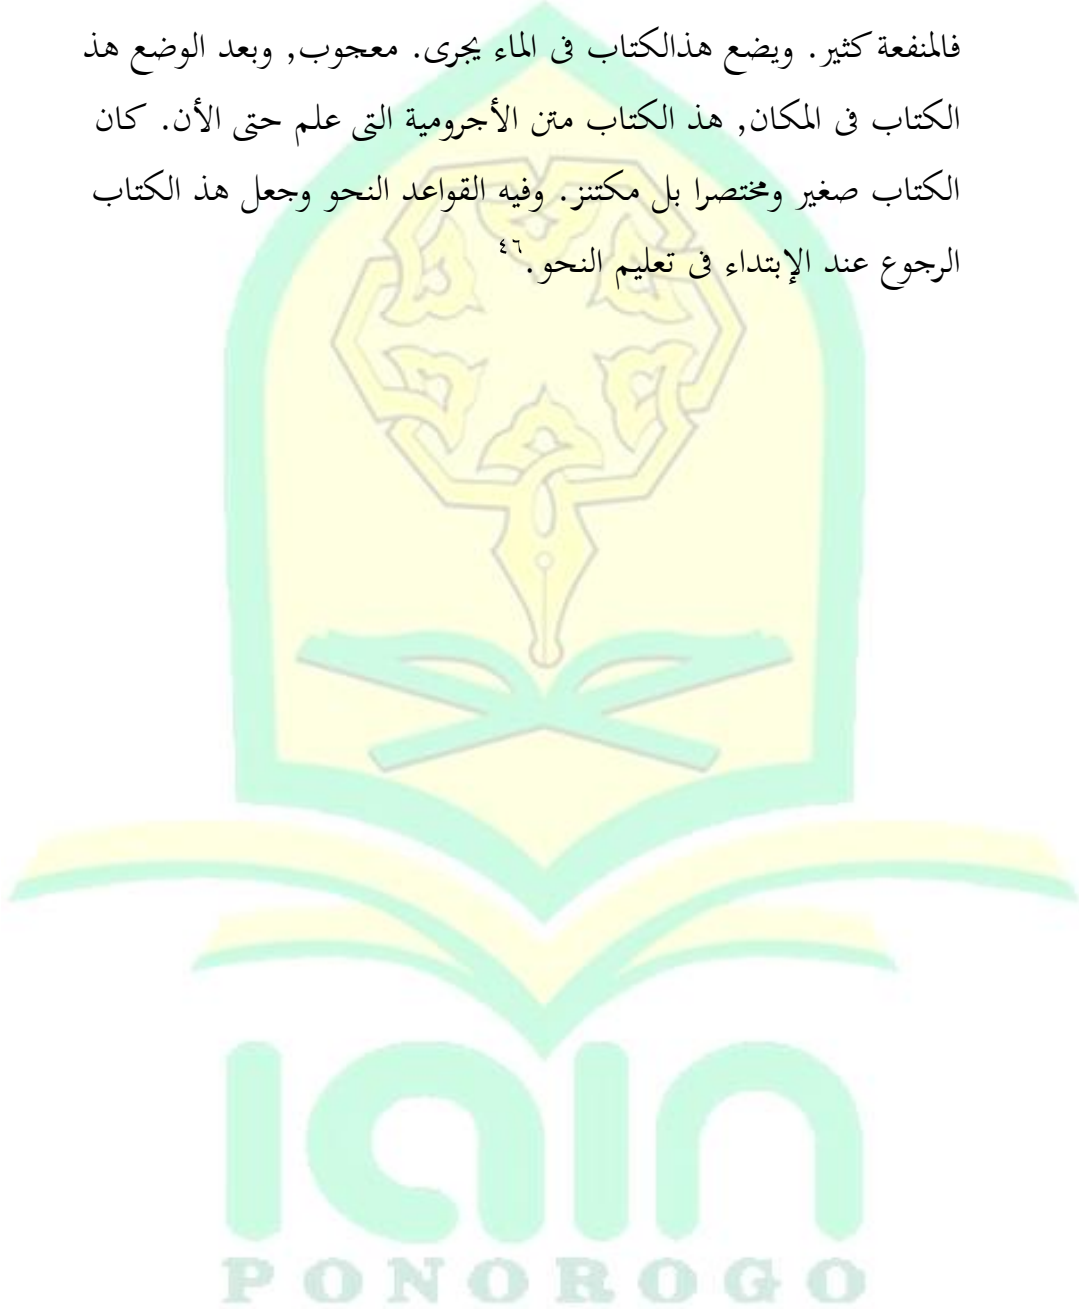 فالمنفعة كثير. ويضع هذالكتاب فى الماء يجرى. معجوب, وبعد الوضع هذ
الكتاب فى المكان, هذ الكتاب متن الأجرومية التى علم حتى الأن. كان
الكتاب صغير ومختصرا بل مكتنز. وفيه القواعد النحو وجعل هذ الكتاب
الرجوع عند الإبتداء فى تعليم النحو.٤٦
iain
PONOROGO